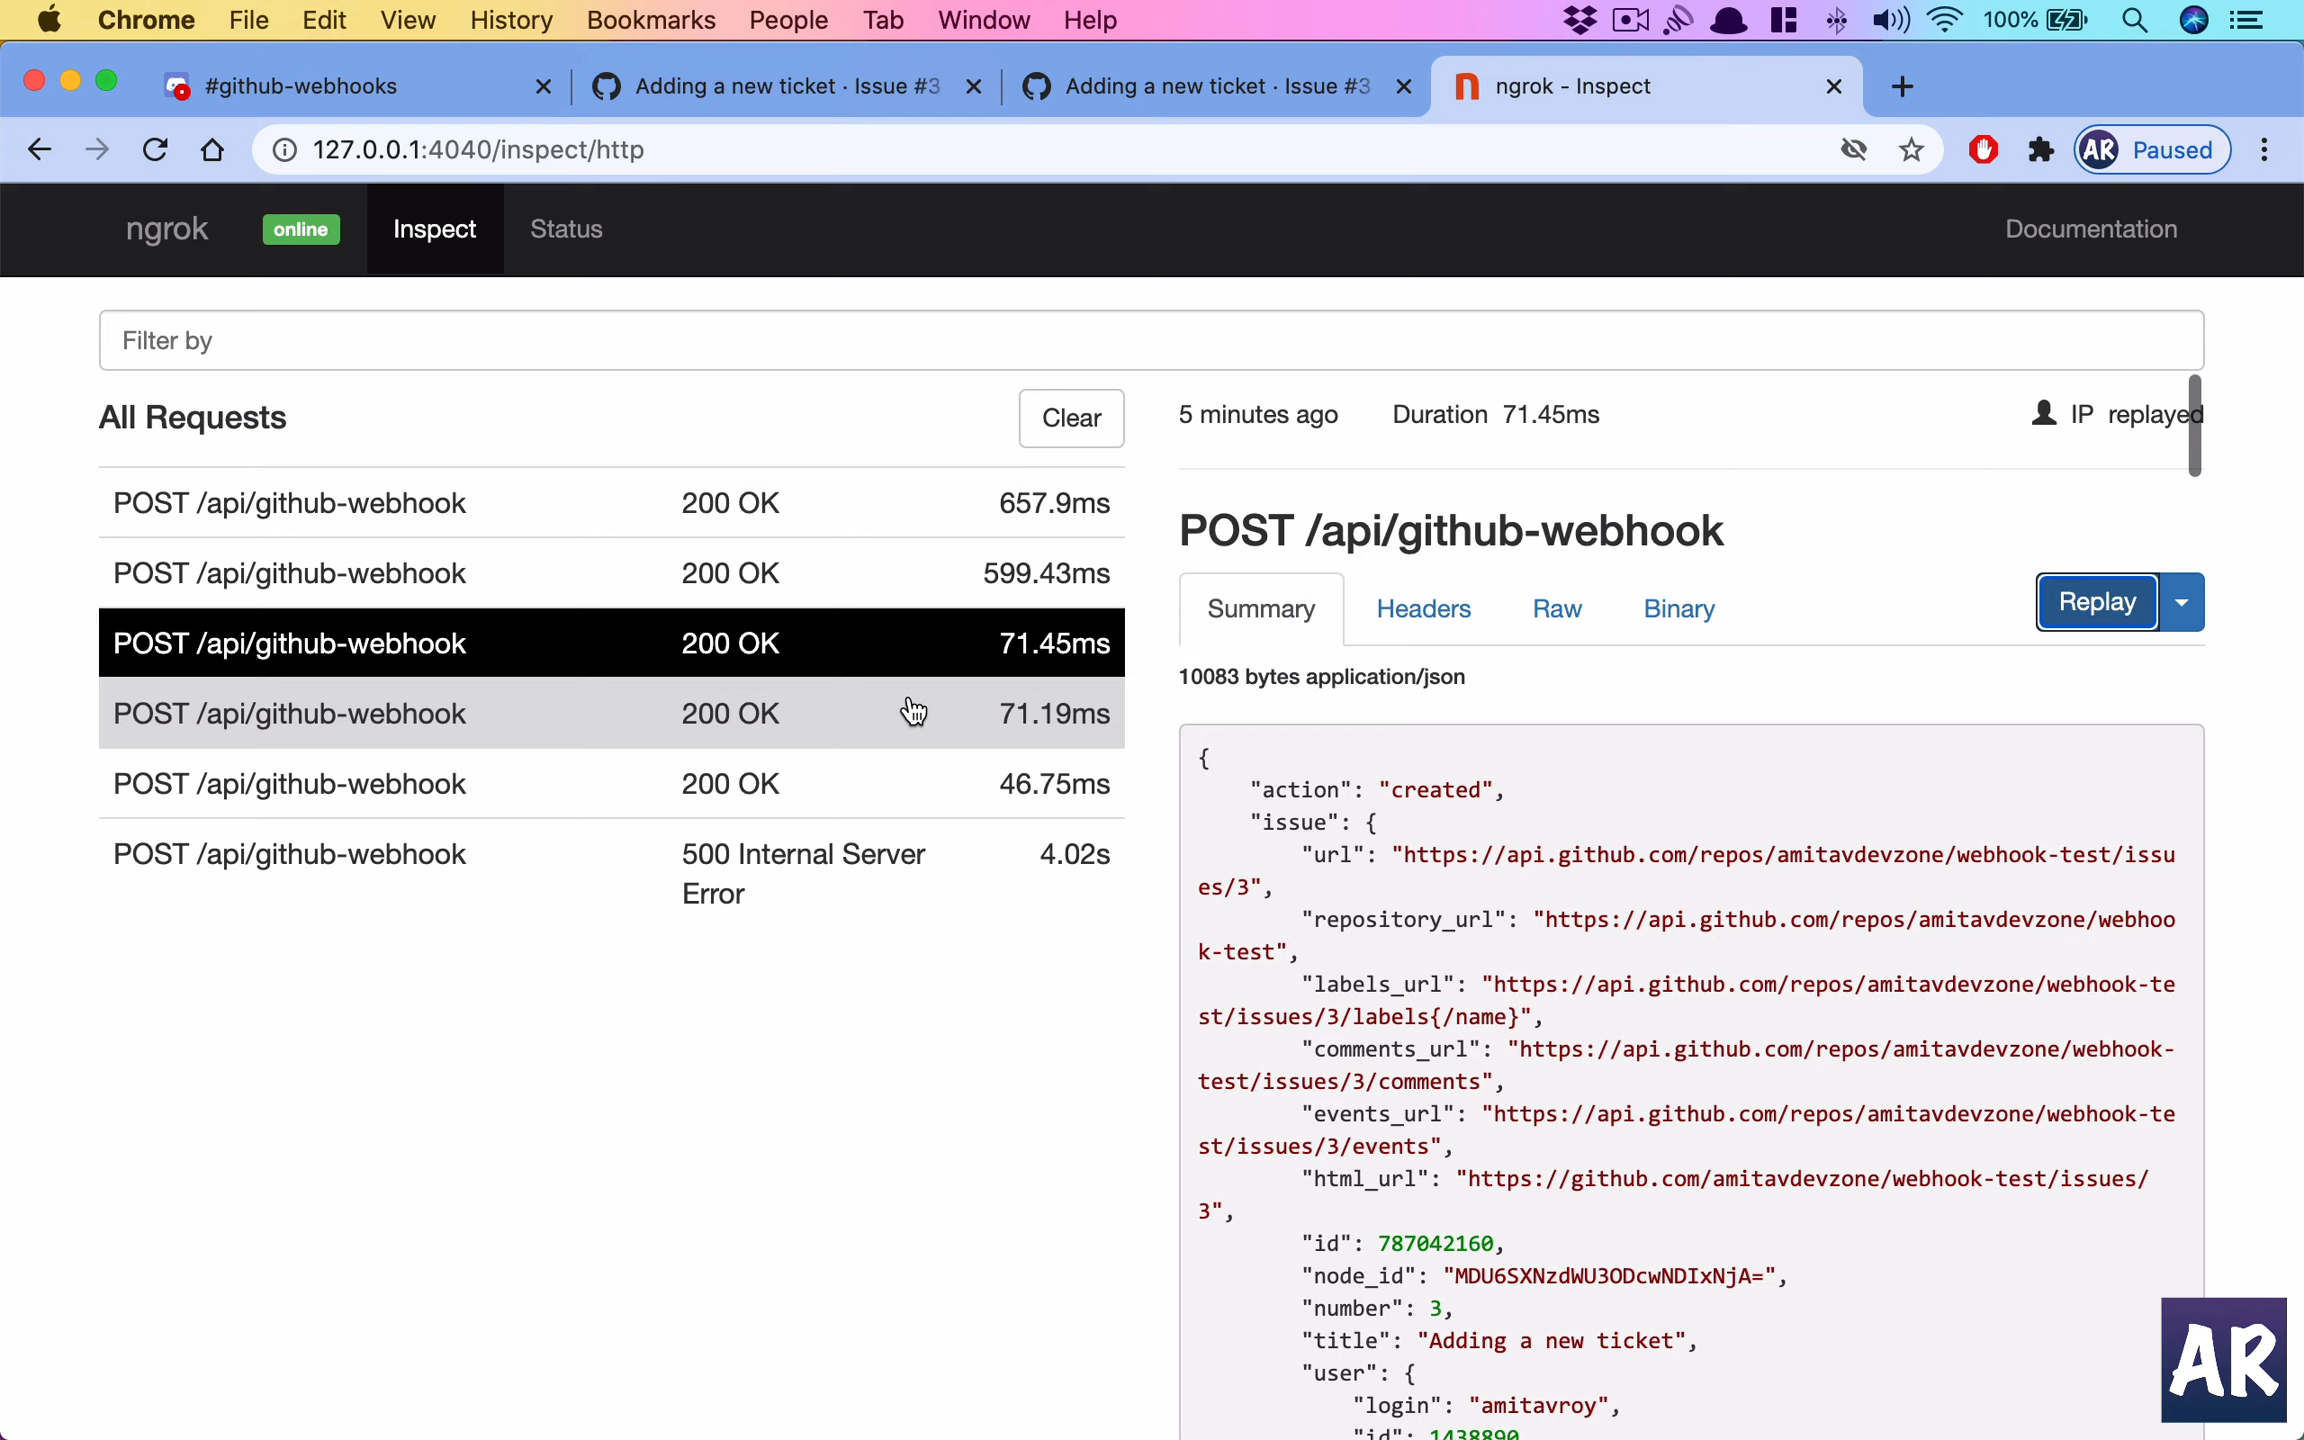 Chrome File Edit View History Bookmarks People Tab Window Help 100%
#github-webhooks
Adding a new ticket · Issue #3
Adding a new ticket · Issue #3
ngrok - Inspect
127.0.0.1:4040/inspect/http
AR Paused
ngrok online Inspect Status Documentation
Filter by
All Requests
Clear
POST /api/github-webhook 200 OK 657.9ms
POST /api/github-webhook 200 OK 599.43ms
POST /api/github-webhook 200 OK 71.45ms
POST /api/github-webhook 200 OK 71.19ms
POST /api/github-webhook 200 OK 46.75ms
POST /api/github-webhook 500 Internal Server 4.02s
Error
5 minutes ago Duration 71.45ms IP replayed
POST /api/github-webhook
Summary Headers Raw Binary Replay
10083 bytes application/json
{
"action": "created",
"issue": {
"url": "https://api.github.com/repos/amitavdevzone/webhook-test/issu
es/3",
"repository_url": "https://api.github.com/repos/amitavdevzone/webhoo
k-test",
"labels_url": "https://api.github.com/repos/amitavdevzone/webhook-te
st/issues/3/labels{/name}",
"comments_url": "https://api.github.com/repos/amitavdevzone/webhook-
test/issues/3/comments",
"events_url": "https://api.github.com/repos/amitavdevzone/webhook-te
st/issues/3/events",
"html_url": "https://github.com/amitavdevzone/webhook-test/issues/
3",
"id": 787042160,
"node_id": "MDU6SXNzdWU3ODcwNDIxNjA=",
"number": 3,
"title": "Adding a new ticket",
"user": {
"login": "amitavroy",
"id": 1438890
AR